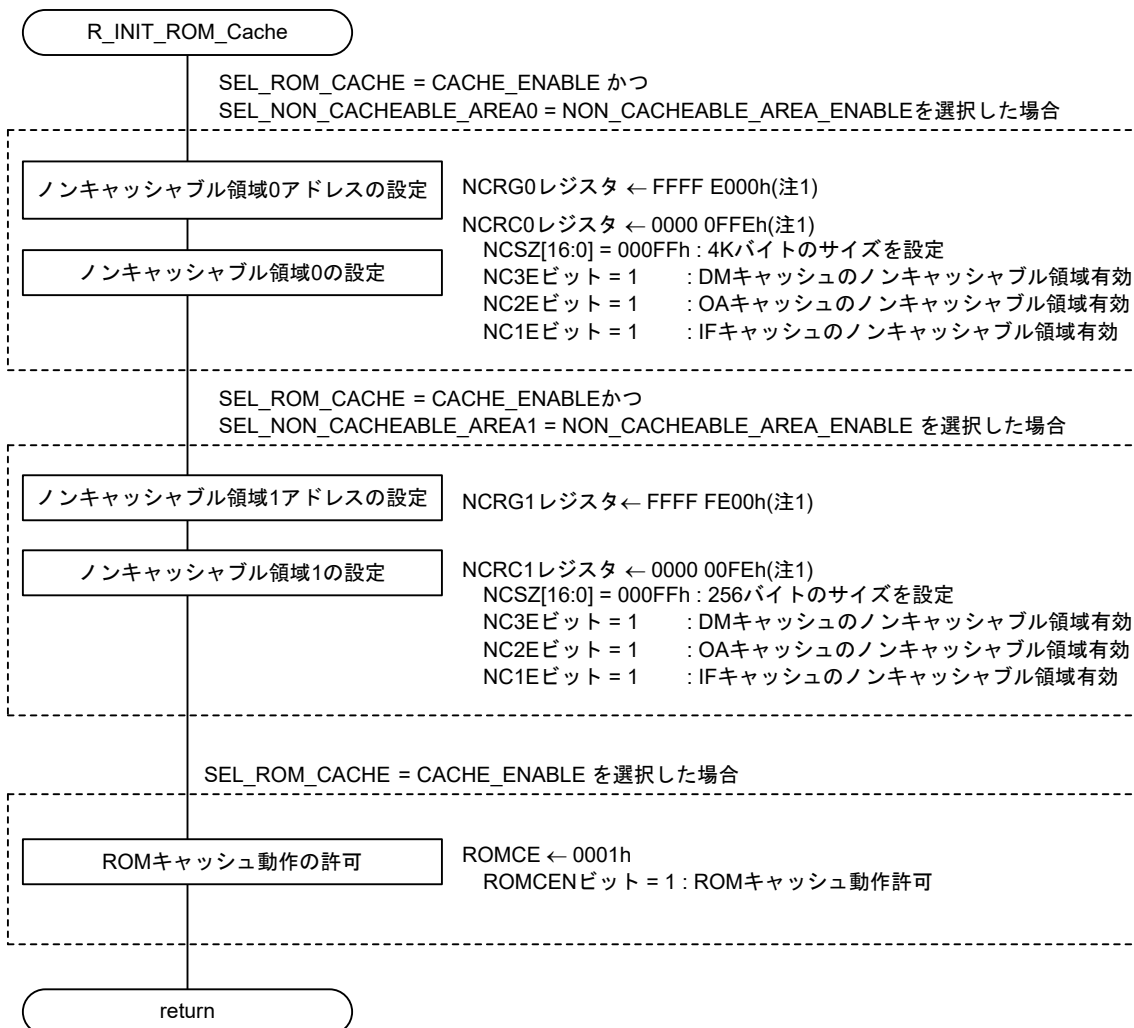 R_INIT_ROM_Cache
SEL_ROM_CACHE = CACHE_ENABLE かつ
SEL_NON_CACHEABLE_AREA0 = NON_CACHEABLE_AREA_ENABLEを選択した場合
ノンキャッシャブル領域0アドレスの設定
NCRG0レジスタ ← FFFF E000h(注1)
NCRC0レジスタ ← 0000 0FFEh(注1)
NCSZ[16:0] = 000FFh : 4Kバイトのサイズを設定
ノンキャッシャブル領域0の設定
NC3Eビット = 1 : DMキャッシュのノンキャッシャブル領域有効
NC2Eビット = 1 : OAキャッシュのノンキャッシャブル領域有効
NC1Eビット = 1 : IFキャッシュのノンキャッシャブル領域有効
SEL_ROM_CACHE = CACHE_ENABLEかつ
SEL_NON_CACHEABLE_AREA1 = NON_CACHEABLE_AREA_ENABLE を選択した場合
ノンキャッシャブル領域1アドレスの設定
NCRG1レジスタ← FFFF FE00h(注1)
ノンキャッシャブル領域1の設定
NCRC1レジスタ ← 0000 00FEh(注1)
NCSZ[16:0] = 000FFh : 256バイトのサイズを設定
NC3Eビット = 1 : DMキャッシュのノンキャッシャブル領域有効
NC2Eビット = 1 : OAキャッシュのノンキャッシャブル領域有効
NC1Eビット = 1 : IFキャッシュのノンキャッシャブル領域有効
SEL_ROM_CACHE = CACHE_ENABLE を選択した場合
ROMキャッシュ動作の許可
ROMCE ← 0001h
ROMCENビット = 1 : ROMキャッシュ動作許可
return